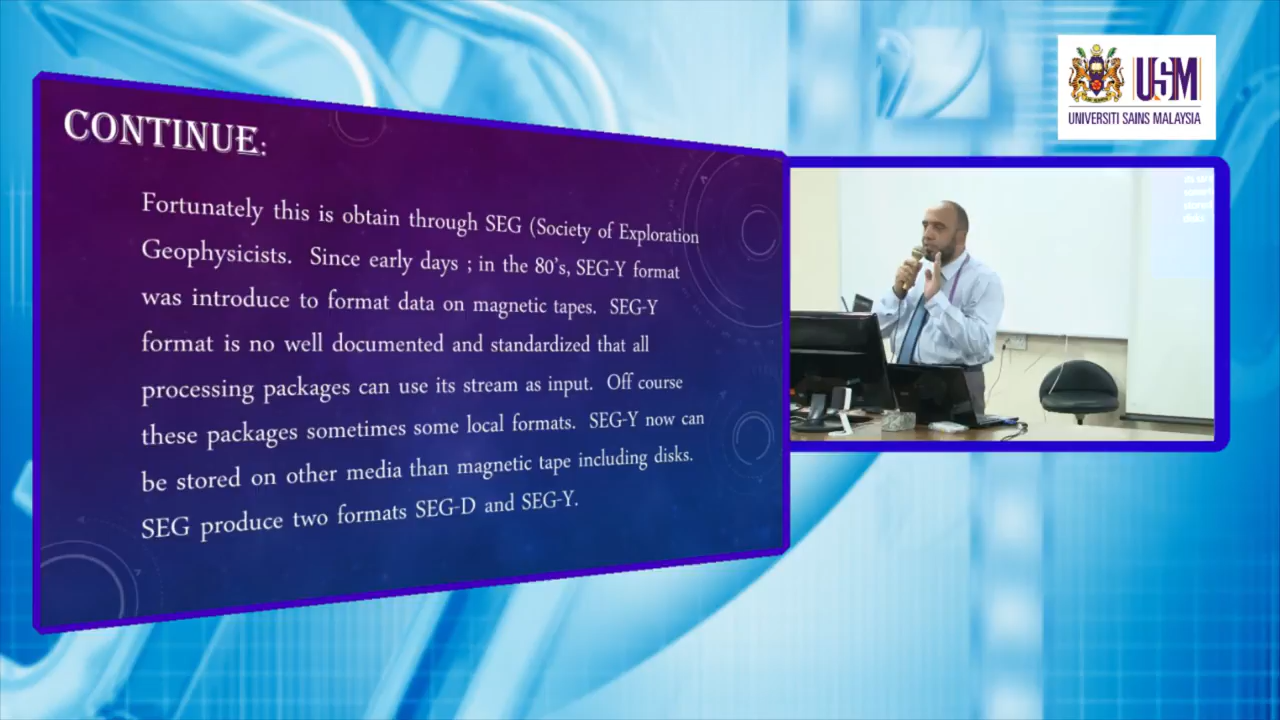 CONTINUE:
Fortunately this is obtain through SEG (Society of Exploration
Geophysicists. Since early days ; in the 80's, SEG-Y format
was introduce to format data on magnetic tapes. SEG-Y
format is no well documented and standardized that all
processing packages can use its stream as input. Off course
these packages sometimes some local formats. SEG-Y now can
be stored on other media than magnetic tape including disks.
SEG produce two formats SEG-D and SEG-Y.
USM
UNIVERSITI SAINS MALAYSIA
disks.